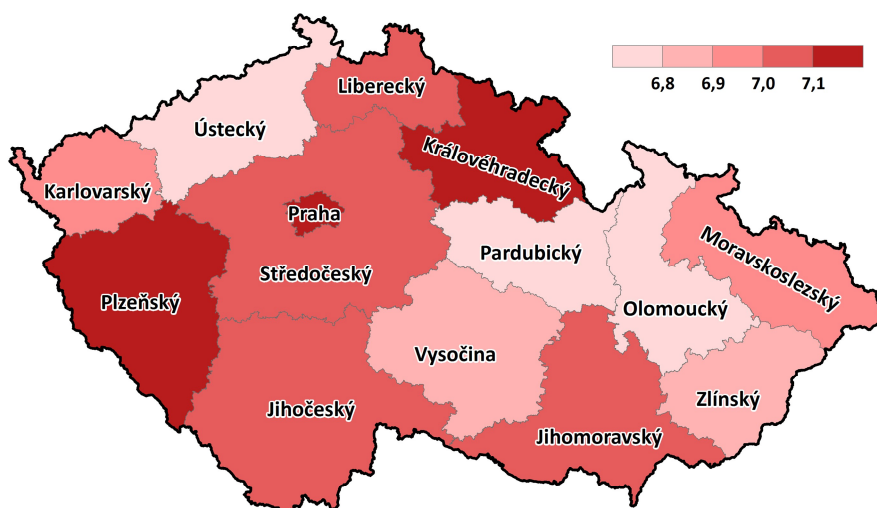 6,8 6,9 7,0 7,1
Liberecký
Ústecký
Královéhradecký
Karlovarský
Praha
Moravskoslezský
Pardubický
Středočeský
Plzeňský
Olomoucký
Vysočina
Zlínský
Jihočeský
Jihomoravský